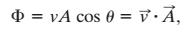 Φ = vA cos θ = v⃗ · A⃗,